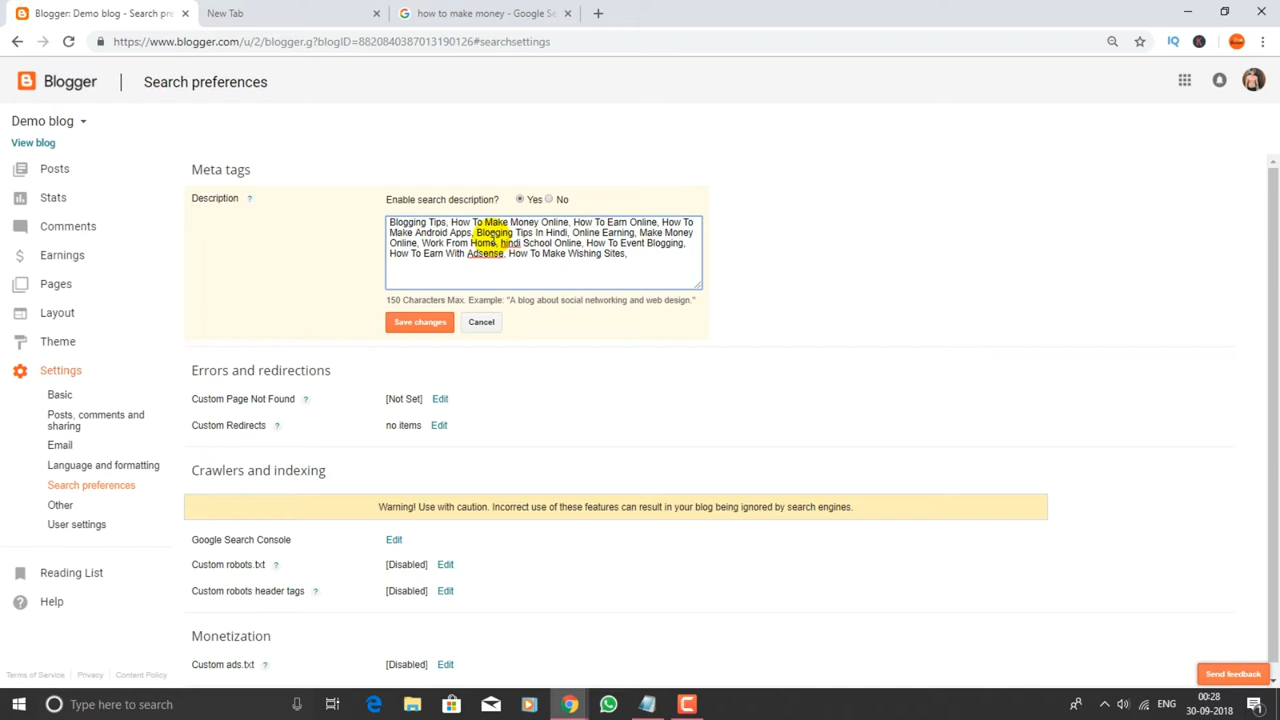 Blogger: Demo blog - Search pre
New Tab
how to make money - Google Se
https://www.blogger.com/u/2/blogger.g?blogID=8820840387013190126#searchsettings
Blogger
Search preferences
Demo blog
View blog
Posts
Stats
Comments
Earnings
Pages
Layout
Theme
Settings
Basic
Posts, comments and
sharing
Email
Language and formatting
Search preferences
Other
User settings
Reading List
Help
Terms of Service | Privacy | Content Policy
Meta tags
Description ?
Enable search description? Yes No
Blogging Tips, How To Make Money Online, How To Earn Online, How To
Make Android Apps, Blogging Tips In Hindi, Online Earning, Make Money
Online, Work From Home, hindi School Online, How To Event Blogging,
How To Earn With Adsense, How To Make Wishing Sites,
150 Characters Max. Example: "A blog about social networking and web design."
Save changes
Cancel
Errors and redirections
Custom Page Not Found ? [Not Set] Edit
Custom Redirects ? no items Edit
Crawlers and indexing
Warning! Use with caution. Incorrect use of these features can result in your blog being ignored by search engines.
Google Search Console Edit
Custom robots.txt ? [Disabled] Edit
Custom robots header tags ? [Disabled] Edit
Monetization
Custom ads.txt ? [Disabled] Edit
Send feedback
Type here to search
ENG
00:28
30-09-2018